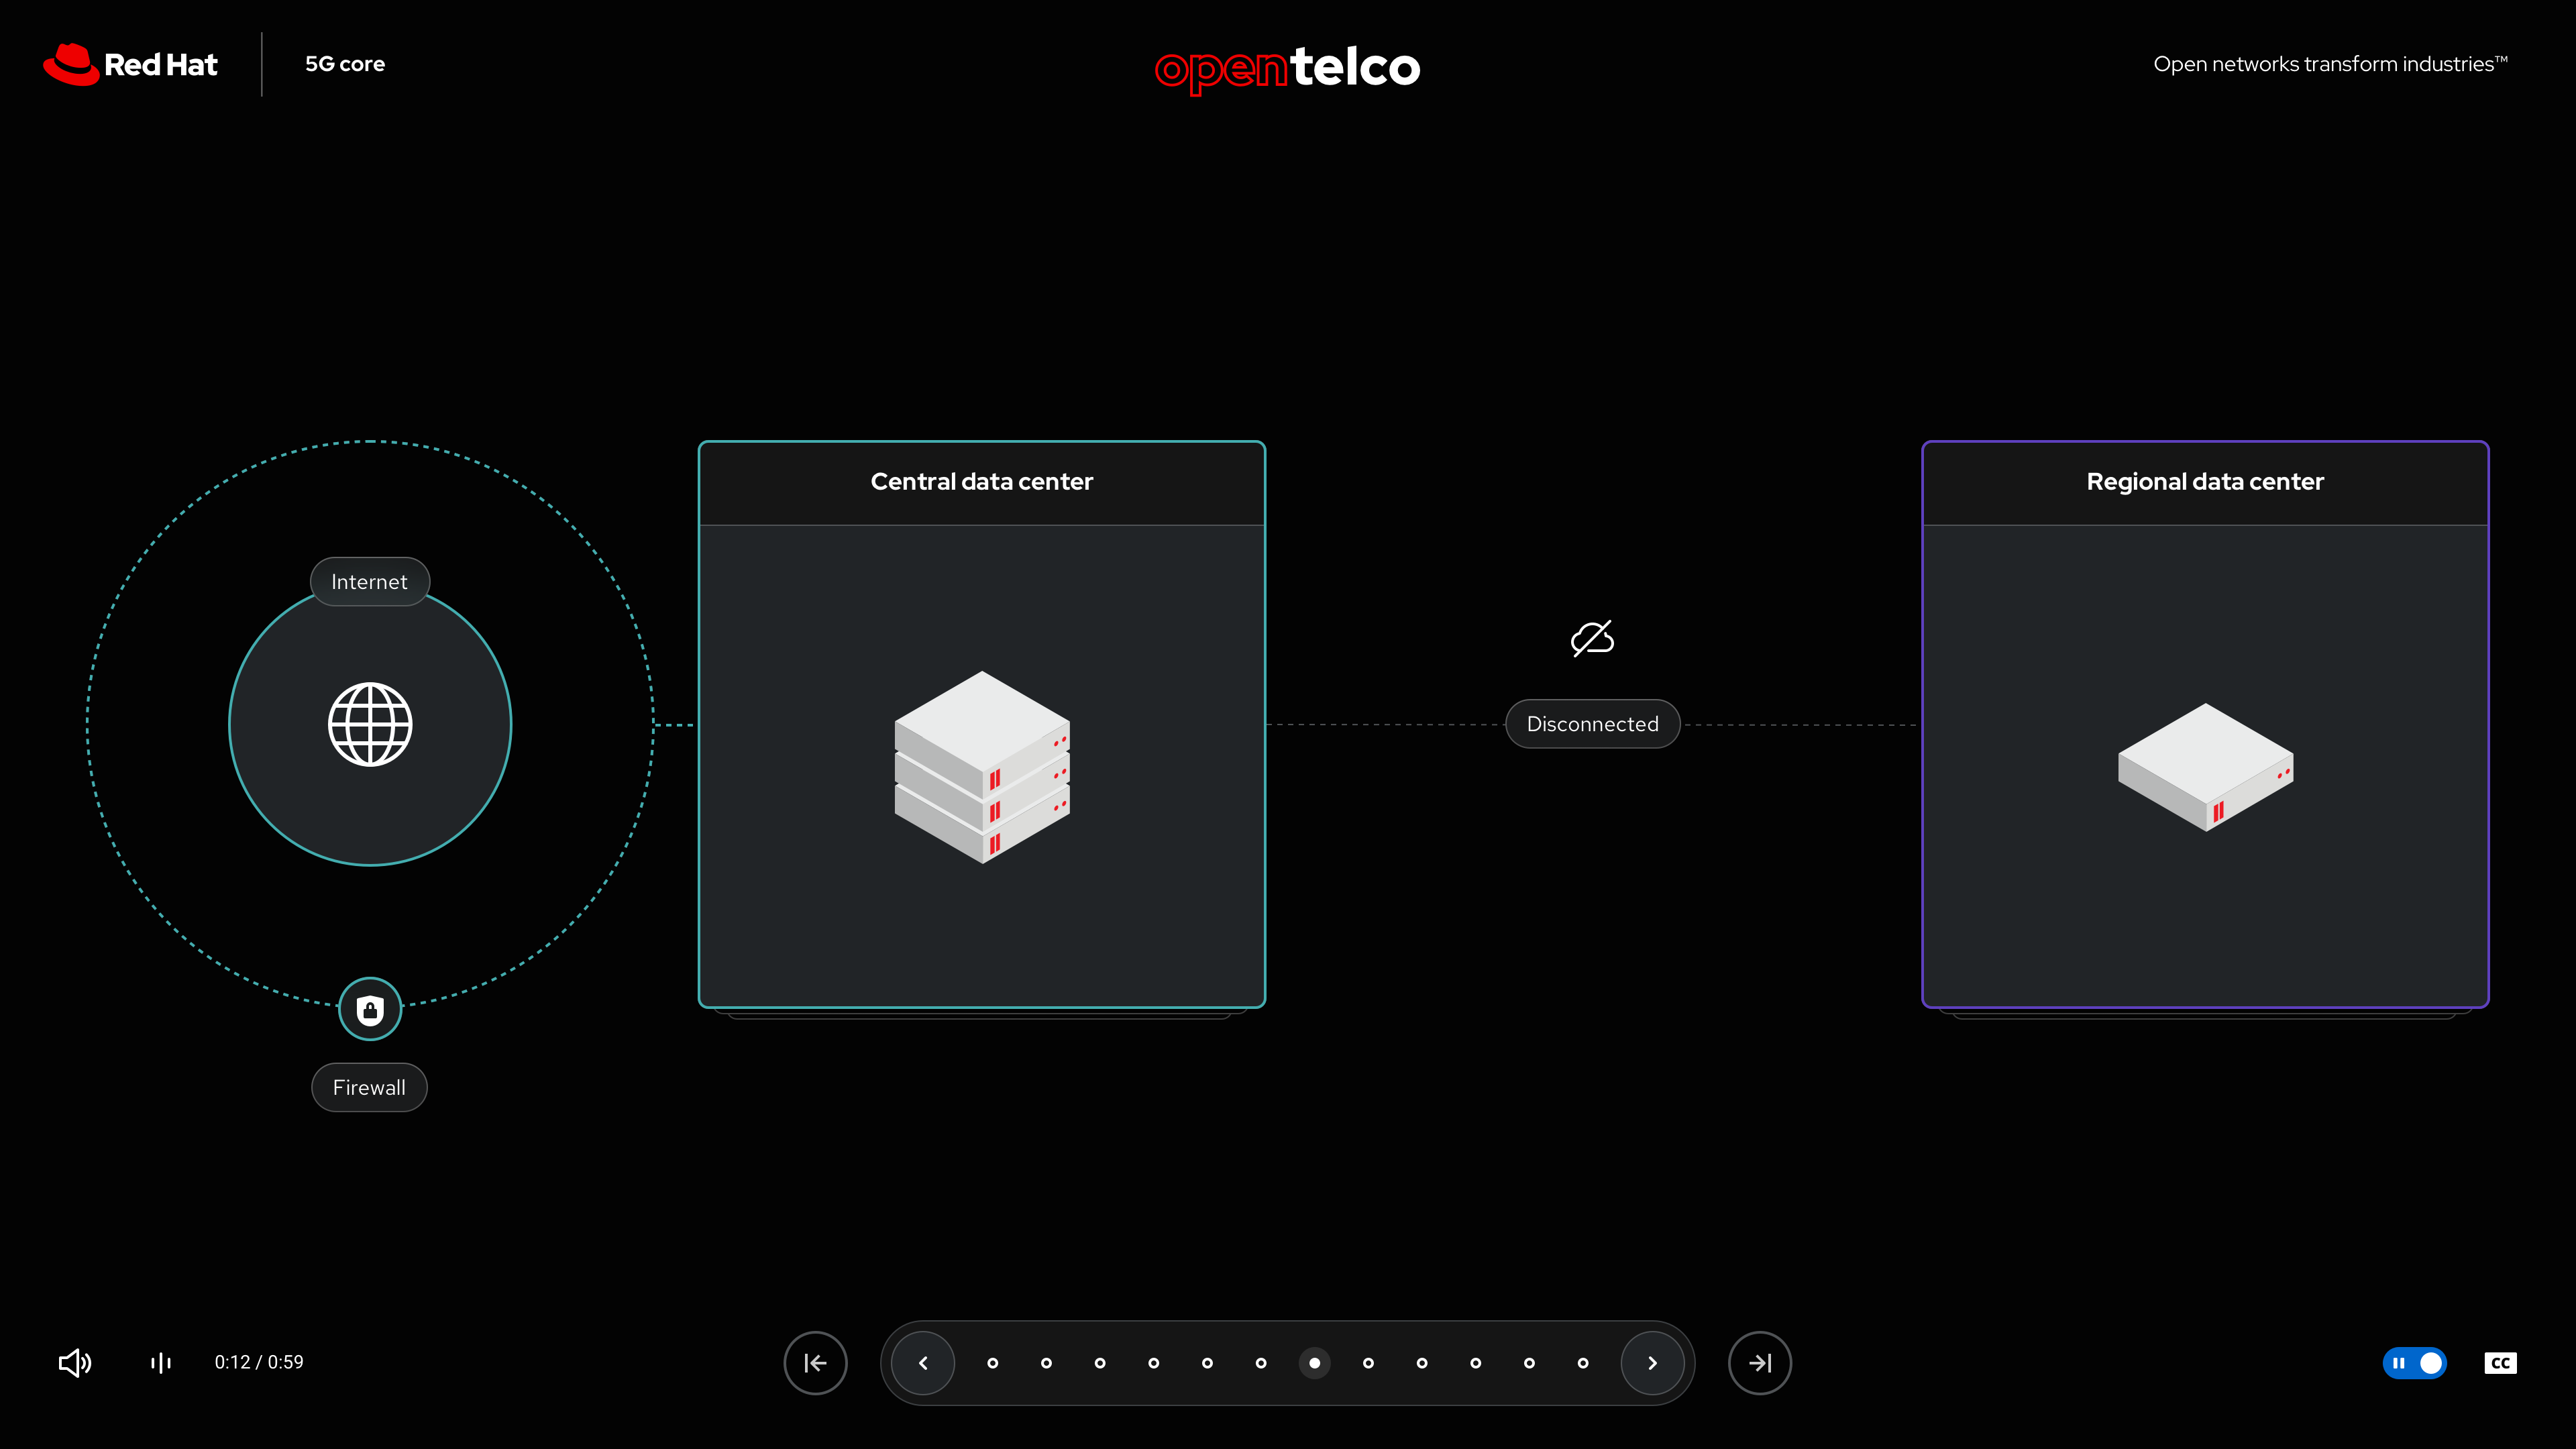 Red Hat
5G core
opentelco
Open networks transform industries™
Central data center
Regional data center
Internet
Disconnected
Firewall
0:12 / 0:59
CC